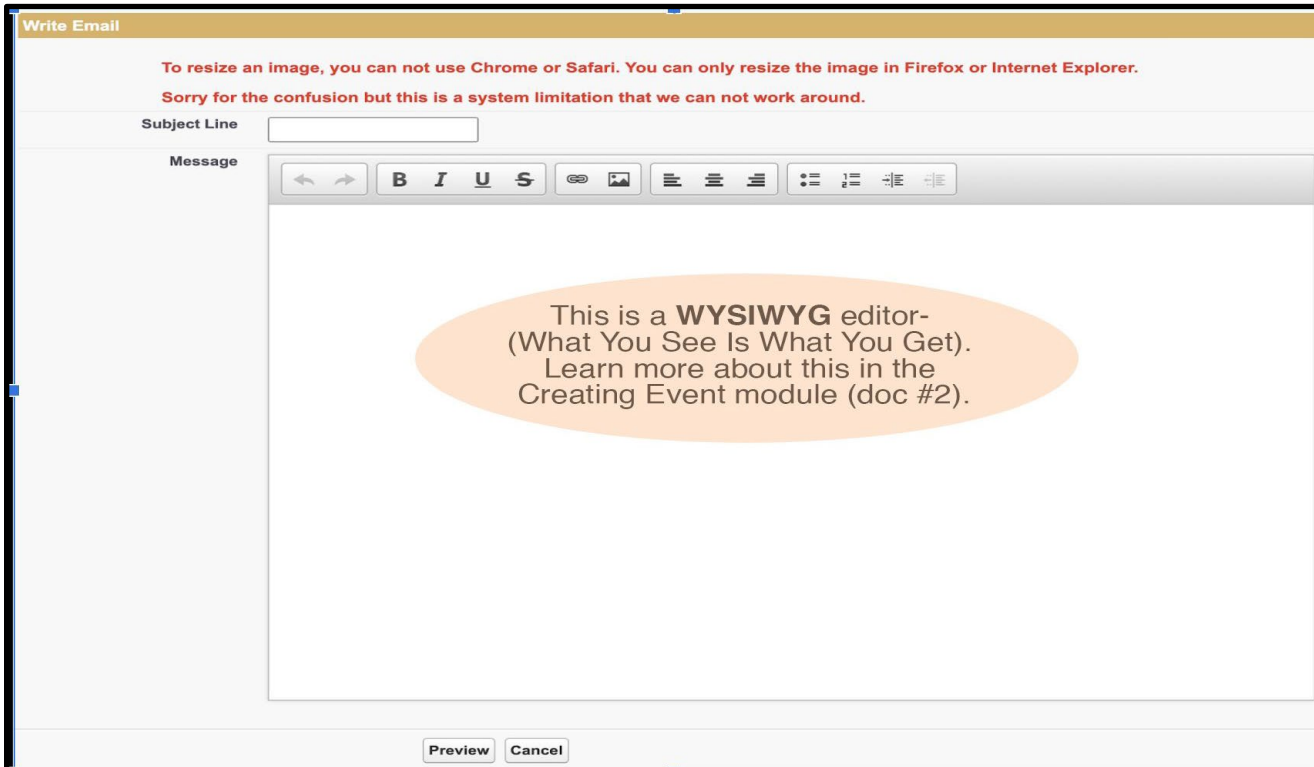 Write Email
To resize an image, you can not use Chrome or Safari. You can only resize the image in Firefox or Internet Explorer.
Sorry for the confusion but this is a system limitation that we can not work around.
Subject Line
Message
B I U S
This is a WYSIWYG editor-
(What You See Is What You Get).
Learn more about this in the
Creating Event module (doc #2).
Preview Cancel